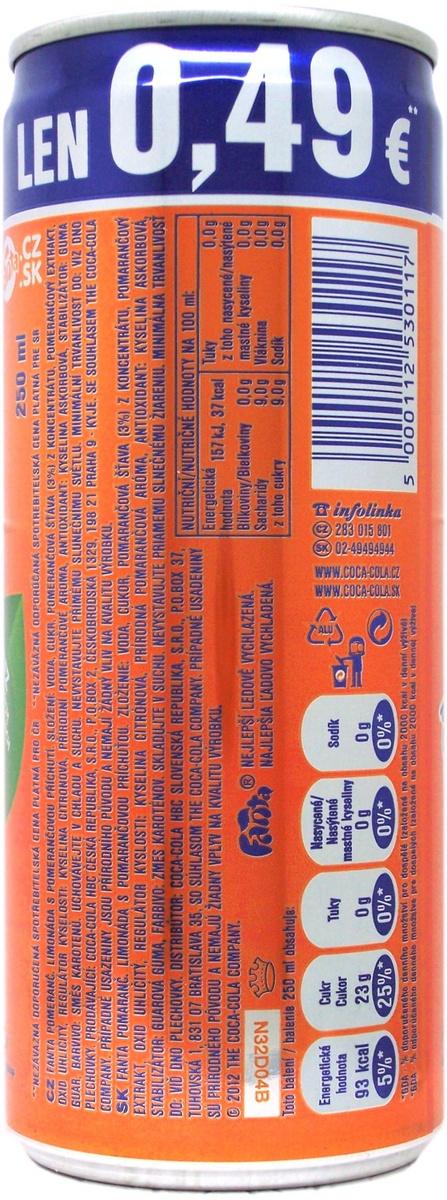 LEN 0,49 €**
.CZ
.SK
250 ml
**NEZÁVAZNÁ DOPORUČENÁ SPOTŘEBITELSKÁ CENA PLATNÁ PRO ČR **NEZÁVÄZNÁ ODPORÚČANÁ SPOTREBITEĽSKÁ CENA PLATNÁ PRE SR
CZ FANTA POMERANČ. LIMONÁDA S POMERANČOVOU PŘÍCHUTÍ. SLOŽENÍ: VODA, CUKR, POMERANČOVÁ ŠŤÁVA (3%) Z KONCENTRÁTU, POMERANČOVÝ EXTRAKT,
OXID UHLIČITÝ, REGULÁTOR KYSELOSTI: KYSELINA CITRONOVÁ, PŘÍRODNÍ POMERANČOVÉ AROMA, ANTIOXIDANT: KYSELINA ASKORBOVÁ, STABILIZÁTOR: GUMA
GUAR, BARVIVO: SMĚS KAROTENŮ. UCHOVÁVEJTE V CHLADU A SUCHU. NEVYSTAVUJTE PŘÍMÉMU SLUNEČNÍMU SVĚTLU. MINIMÁLNÍ TRVANLIVOST DO: VIZ DNO
PLECHOVKY. PRODÁVAJÍCÍ: COCA-COLA HBC ČESKÁ REPUBLIKA, S.R.O., P.O.BOX 2, ČESKOBRODSKÁ 1329, 198 21 PRAHA 9 - KYJE. SE SOUHLASEM THE COCA-COLA
COMPANY. PŘÍPADNÉ USAZENINY JSOU PŘÍRODNÍHO PŮVODU A NEMAJÍ ŽÁDNÝ VLIV NA KVALITU VÝROBKU.
SK FANTA POMARANČ. LIMONÁDA S POMARANČOVOU PRÍCHUŤOU. ZLOŽENIE: VODA, CUKOR, POMARANČOVÁ ŠŤAVA (3%) Z KONCENTRÁTU, POMARANČOVÝ
EXTRAKT, OXID UHLIČITÝ, REGULÁTOR KYSLOSTI: KYSELINA CITRÓNOVÁ, PRÍRODNÁ POMARANČOVÁ ARÓMA, ANTIOXIDANT: KYSELINA ASKORBOVÁ,
STABILIZÁTOR: GUAROVÁ GUMA, FARBIVO: ZMES KARTENOK. SKLADUJTE V SUCHU. NEVYSTAVUJTE PRIAMEMU SLNEČNÉMU ŽIARENIU. MINIMÁLNA TRVANLIVOSŤ
DO: VIĎ DNO PLECHOVKY. DISTRIBÚTOR: COCA-COLA HBC SLOVENSKÁ REPUBLIKA, S.R.O., P.O.BOX 37,
TUHOVSKÁ 1, 831 07 BRATISLAVA 35. SO SÚHLASOM THE COCA-COLA COMPANY. PRÍPADNÉ USADENINY
SÚ PRÍRODNÉHO PÔVODU A NEMAJÚ ŽIADNY VPLYV NA KVALITU VÝROBKU.
© 2012 THE COCA-COLA COMPANY.
NUTRIČNÍ/NUTRIČNÉ HODNOTY NA 100 ml:
Energetická hodnota 157 kJ, 37 kcal
Bílkoviny/Bielkoviny 0.0 g
Sacharidy 9.0 g
z toho cukry 9.0 g
Tuky 0.0 g
z toho nasycené/nasýtené
mastné kyseliny 0.0 g
Vláknina 0.0 g
Sodík 0.0 g
Fanta®
NEJLEPŠÍ LEDOVĚ VYCHLAZENÁ.
NAJLEPŠIA ĽADOVO VYCHLADENÁ.
N32D04B
Toto balení / balenie 250 ml obsahuje:
Energetická hodnota
93 kcal
5%*
Cukr
Cukor
23 g
25%*
Tuky
0 g
0%*
Nasycené/
Nasýtené
mastné kyseliny
0 g
0%*
Sodík
0 g
0%*
*GDA - % doporučeného denního množství pro dospělé (založeno na obsahu 2000 kcal v denní výživě)
*GDA - % odporúčaného denného množstva pre dospelých (založené na obsahu 2000 kcal v dennej výžive)
5 000112 530117
infolinka
CZ 283 015 801
SK 02-49494944
WWW.COCA-COLA.CZ
WWW.COCA-COLA.SK
ALU